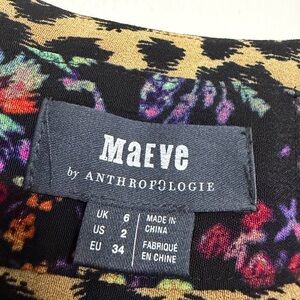 MAEVE
by ANTHROPOLOGIE
UK 6 MADE IN
US 2 CHINA
EU 34 FABRIQUÉ
EN CHINE